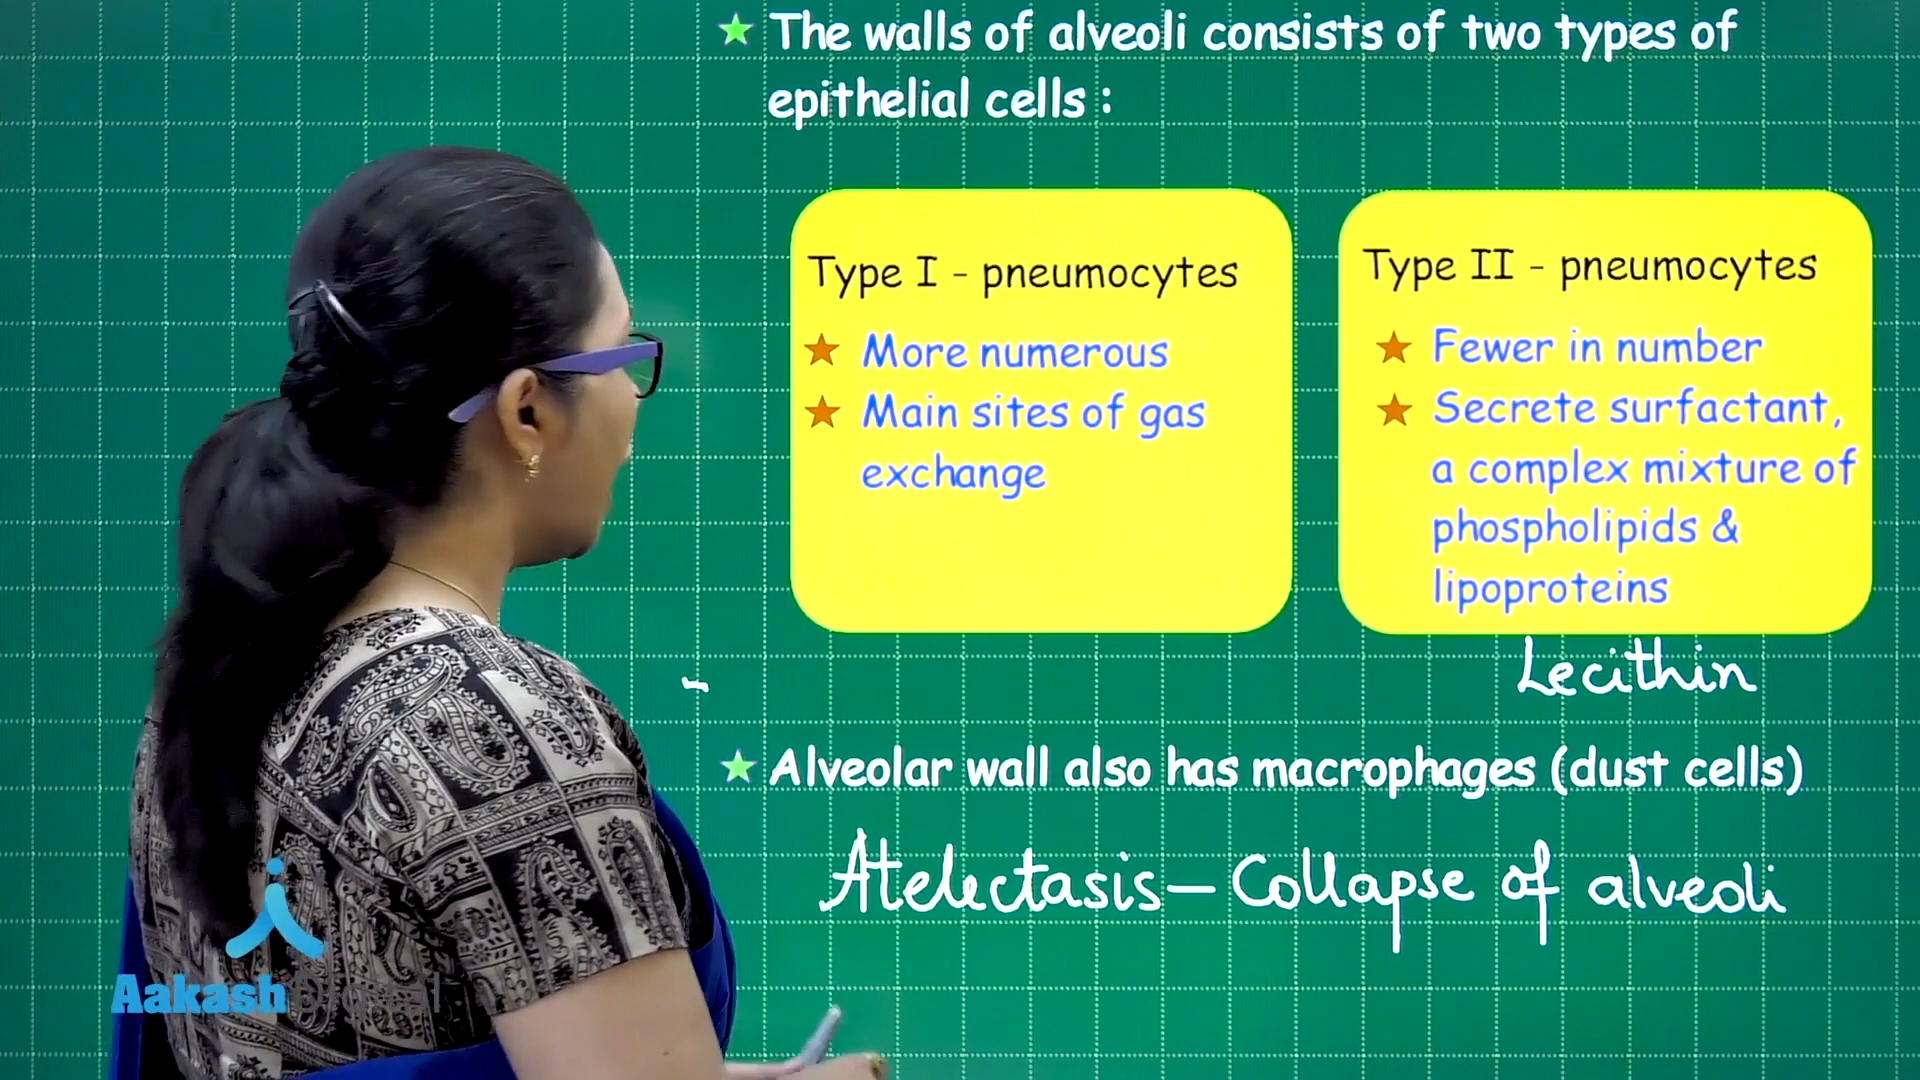 ★ The walls of alveoli consists of two types of
epithelial cells :
Type I - pneumocytes
★ More numerous
★ Main sites of gas
exchange
Type II - pneumocytes
★ Fewer in number
★ Secrete surfactant,
a complex mixture of
phospholipids &
lipoproteins
Lecithin
★ Alveolar wall also has macrophages (dust cells)
Atelectasis — Collapse of alveoli
Aakash Digital